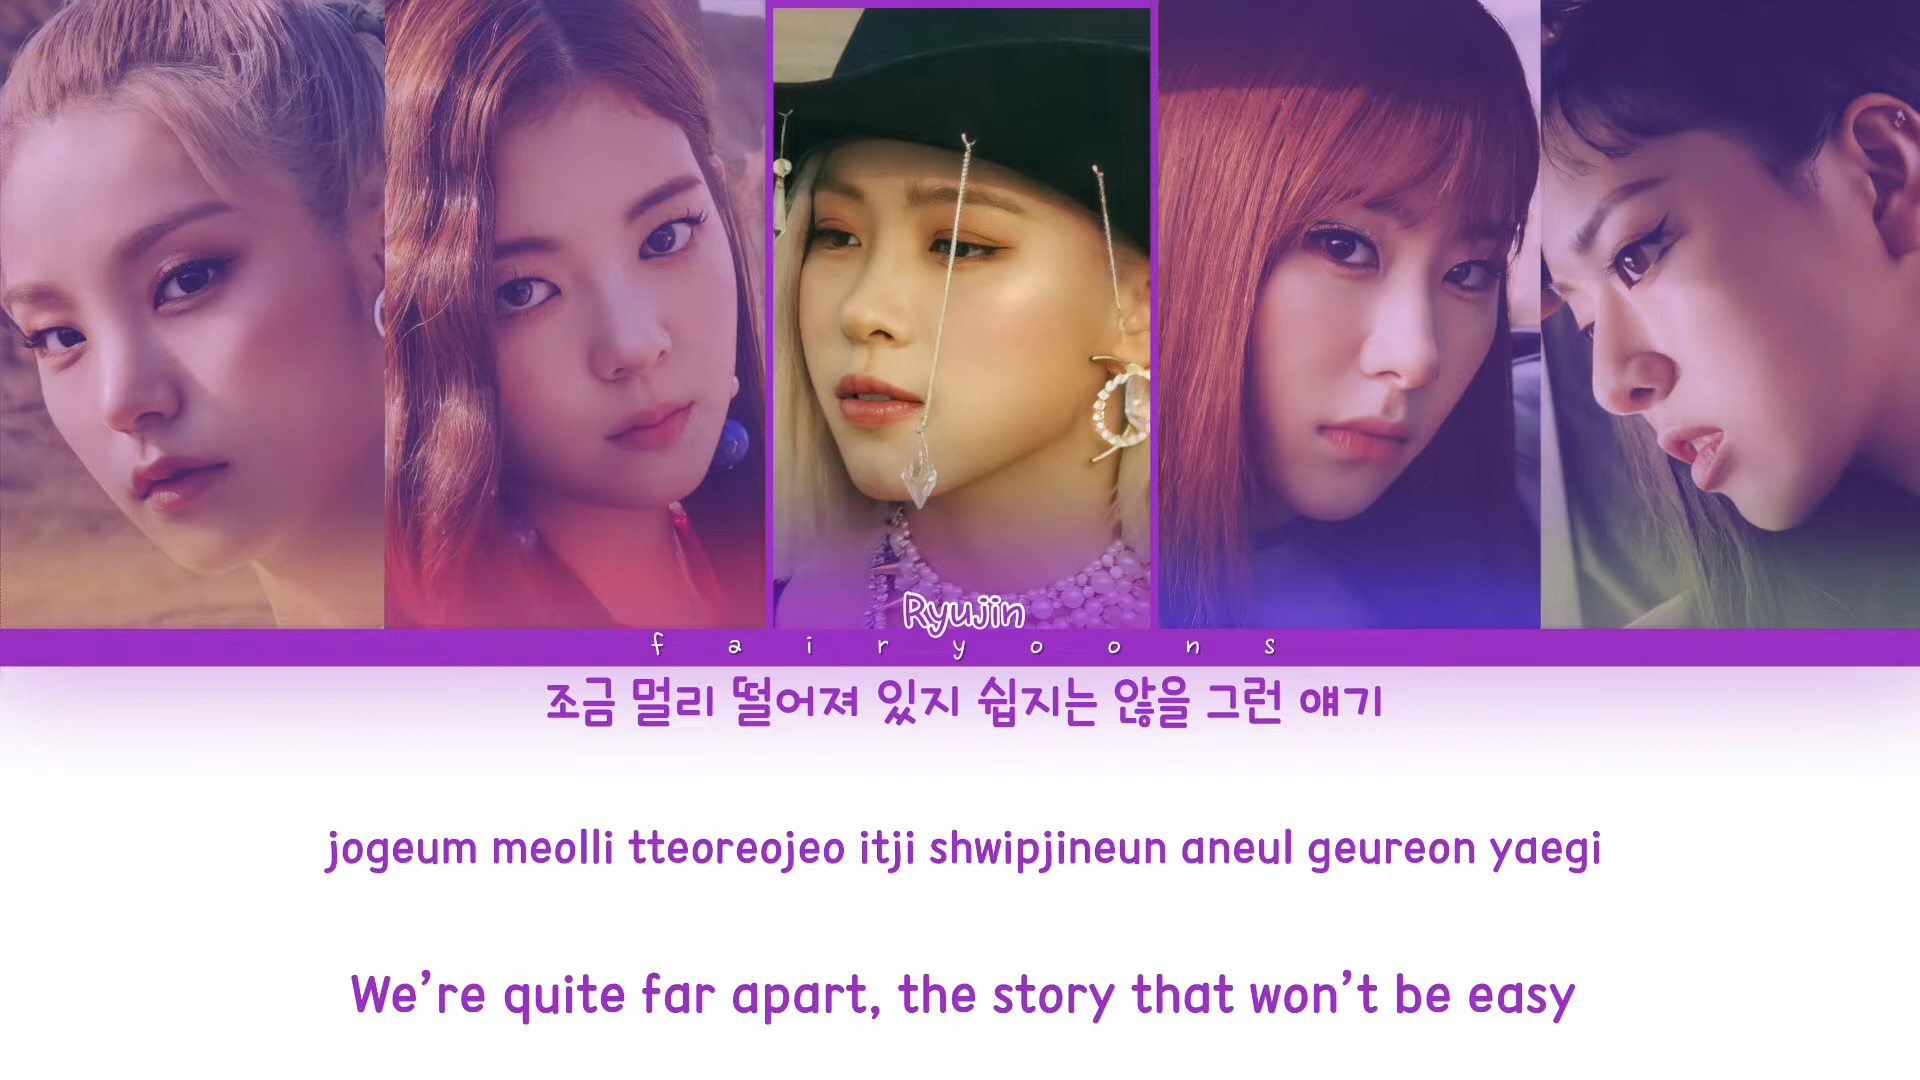 Ryujin
fairyoons
조금 멀리 떨어져 있지 쉽지는 않을 그런 얘기
jogeum meolli tteoreojeo itji shwipjineun aneul geureon yaegi
We’re quite far apart, the story that won’t be easy